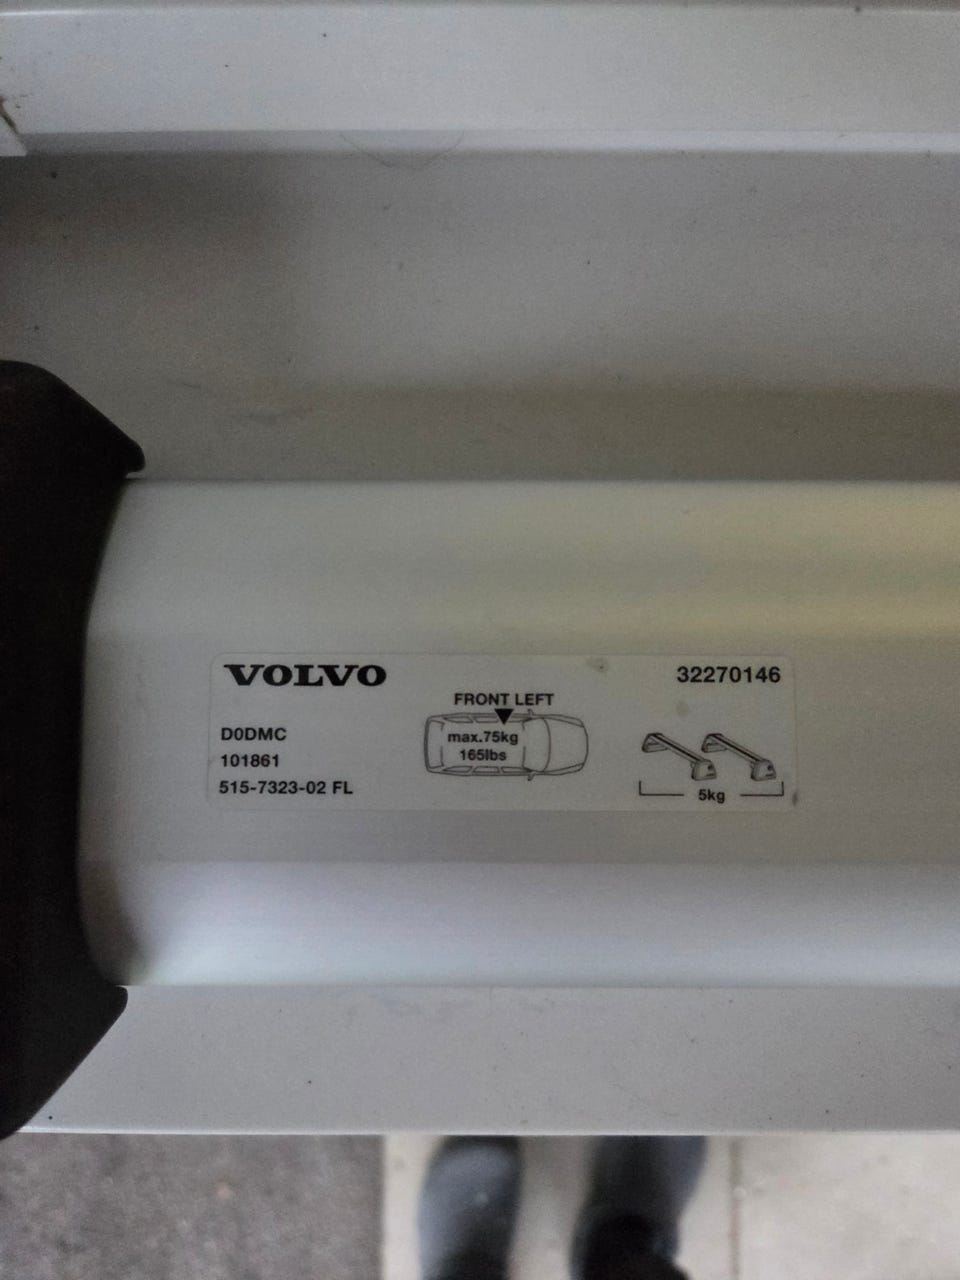 VOLVO
32270146
FRONT LEFT
D0DMC
max.75kg
101861
165lbs
515-7323-02 FL
5kg